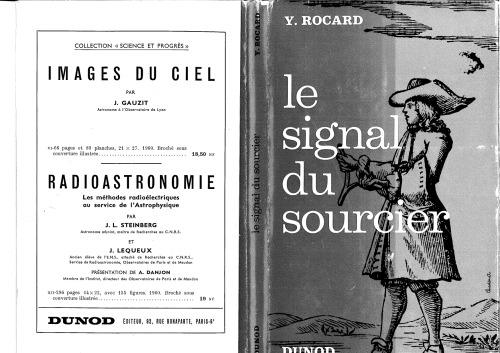 COLLECTION « SCIENCE ET PROGRÈS »
IMAGES DU CIEL
PAR
J. GAUZIT
Astronome à l'Observatoire de Lyon
VI-66 pages et 80 planches, 21 × 27. 1960. Broché sous
couverture illustrée 18,50 NF
RADIOASTRONOMIE
Les méthodes radioélectriques
au service de l'Astrophysique
PAR
J. L. STEINBERG
Astronome adjoint, maître de Recherches au C.N.R.S.
ET
J. LEQUEUX
Ancien élève de l'E.N.S., attaché de Recherches au C.N.R.S.,
Service de Radioastronomie, Observatoires de Paris et de Meudon
PRÉSENTATION DE A. DANJON
Membre de l'Institut, directeur des Observatoires de Paris et de Meudon
XII-296 pages 14 × 22, avec 155 figures. 1960. Broché sous
couverture illustrée 19 NF
DUNOD ÉDITEUR, 92, RUE BONAPARTE, PARIS-6e
Y. ROCARD
le signal du sourcier
DUNOD
Y. ROCARD
le
signal
du
sourcier
DUNOD